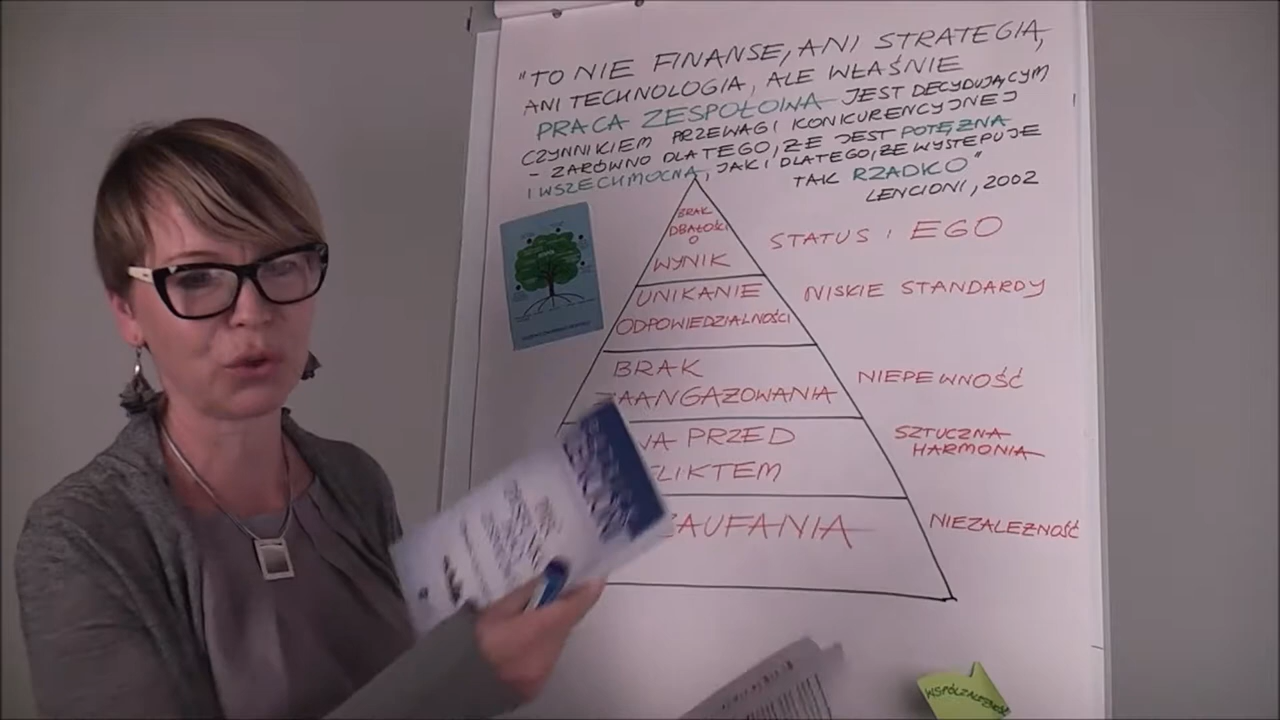 "TO NIE FINANSE, ANI STRATEGIA,
ANI TECHNOLOGIA, ALE WŁAŚNIE
PRACA ZESPOŁOWA JEST DECYDUJĄCYM
CZYNNIKIEM PRZEWAGI KONKURENCYJNEJ
- ZARÓWNO DLATEGO, ŻE JEST POTĘŻNA
I WSZECHMOCNA, JAK I DLATEGO, ŻE WYSTĘPUJE
TAK RZADKO"
LENCIONI, 2002
BRAK
DBAŁOŚCI
O
WYNIK
STATUS I EGO
UNIKANIE
ODPOWIEDZIALNOŚCI
NISKIE STANDARDY
BRAK
ZAANGAŻOWANIA
NIEPEWNOŚĆ
WA PRZED
LIKTEM
SZTUCZNA
HARMONIA
ZAUFANIA
NIEZALEŻNOŚĆ
WSPÓŁZALEŻNOŚĆ